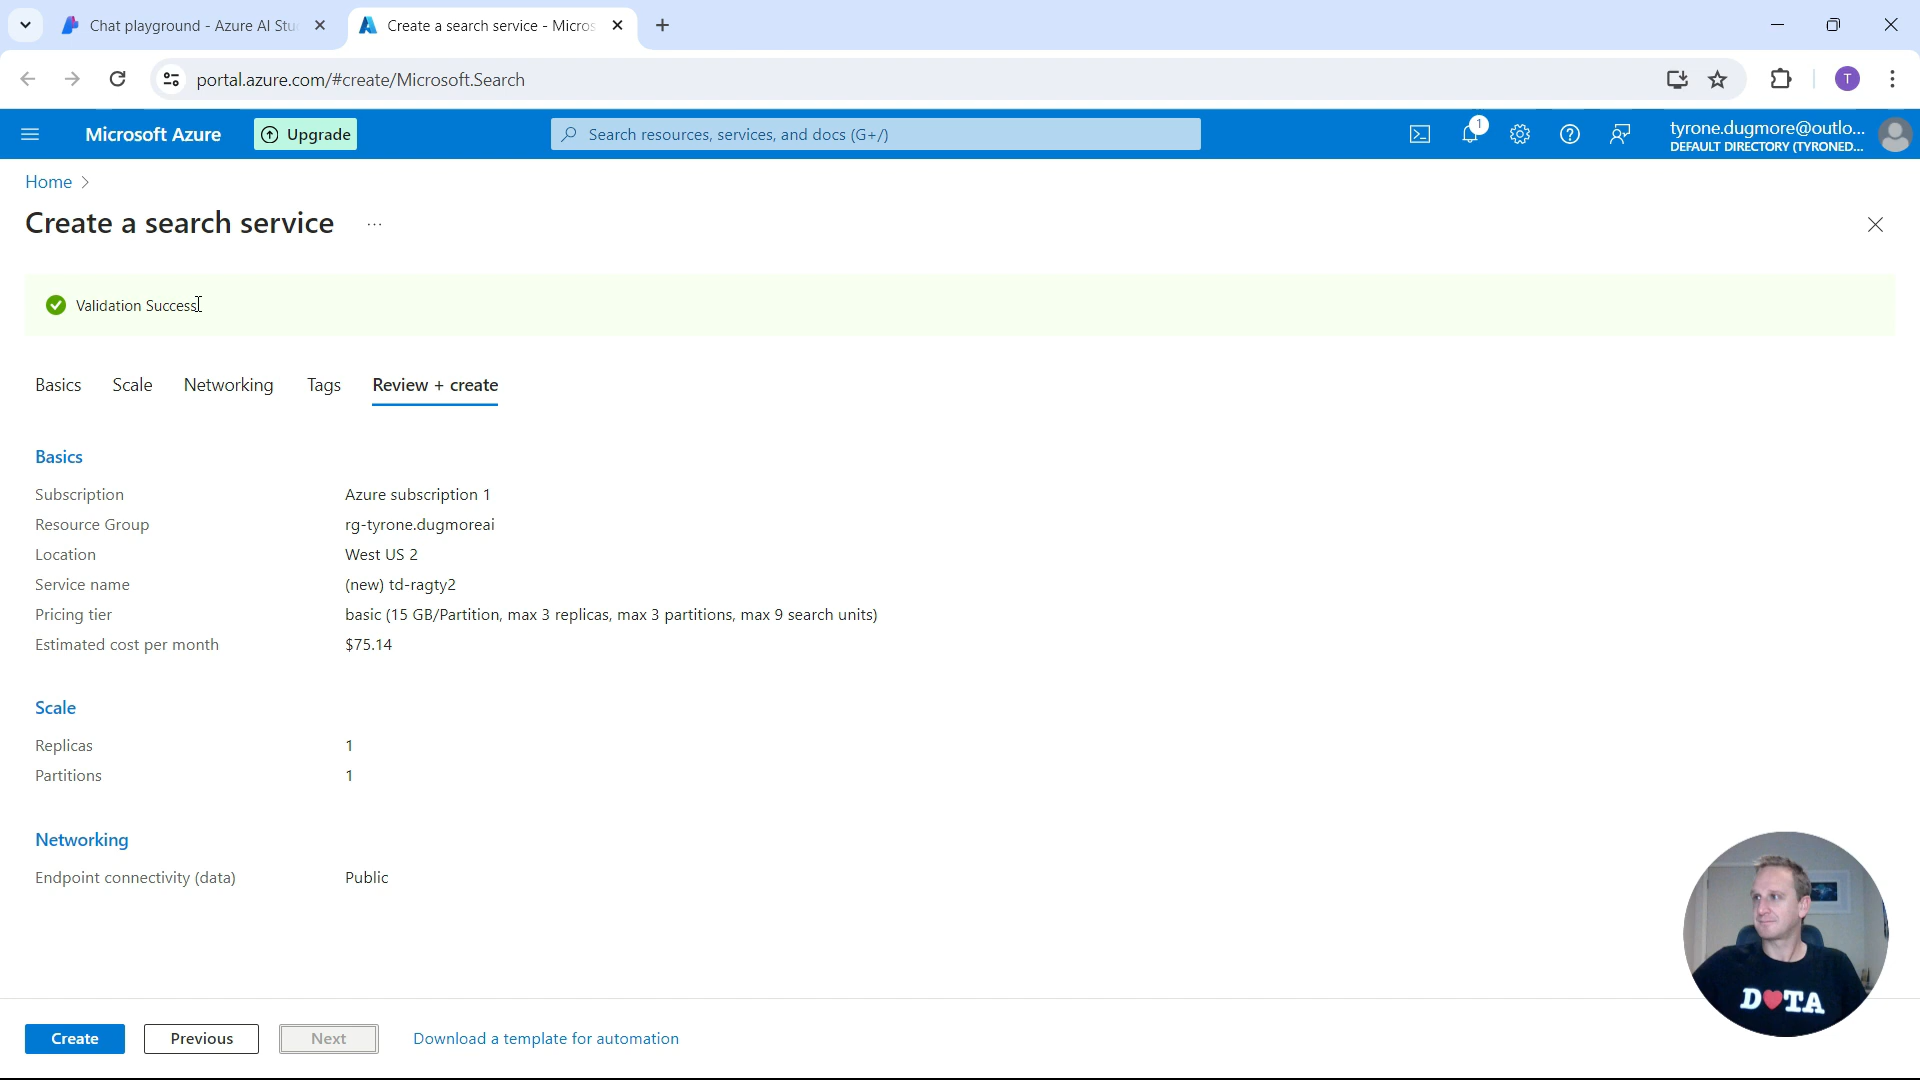 Chat playground - Azure AI Stu
Create a search service - Micros
portal.azure.com/#create/Microsoft.Search
T
Microsoft Azure
Upgrade
Search resources, services, and docs (G+/)
1
tyrone.dugmore@outlo...
DEFAULT DIRECTORY (TYRONED...
Home
Create a search service
...
Validation Success
Basics Scale Networking Tags Review + create
Basics
Subscription Azure subscription 1
Resource Group rg-tyrone.dugmoreai
Location West US 2
Service name (new) td-ragty2
Pricing tier basic (15 GB/Partition, max 3 replicas, max 3 partitions, max 9 search units)
Estimated cost per month $75.14
Scale
Replicas 1
Partitions 1
Networking
Endpoint connectivity (data) Public
D❤TA
Create Previous Next Download a template for automation